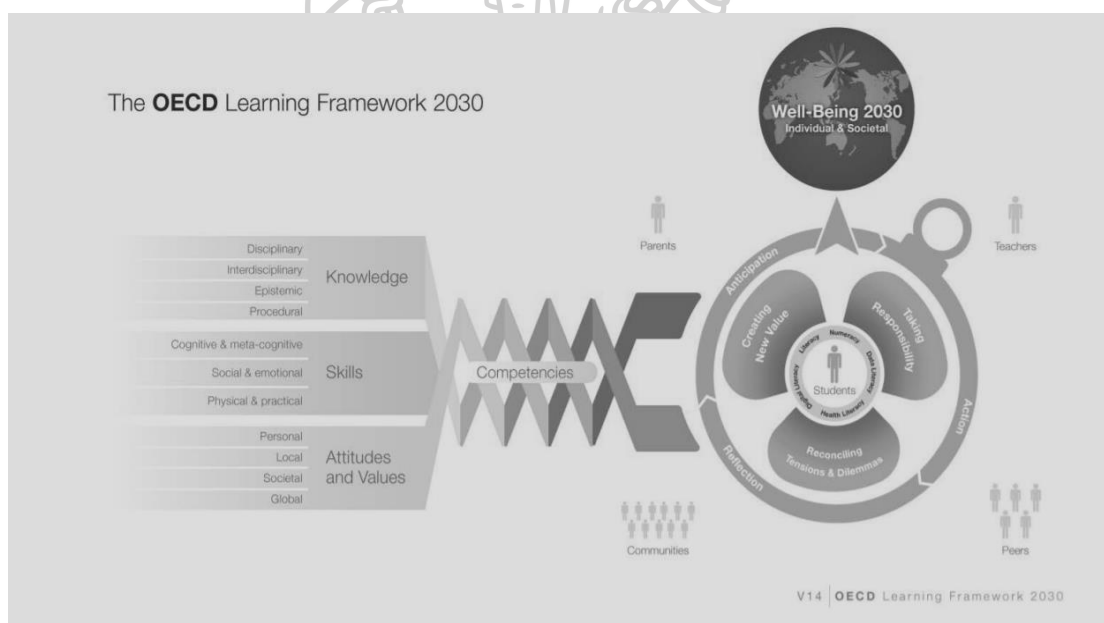 The OECD Learning Framework 2030
Well-Being 2030
Individual & Societal
Parents
Teachers
Disciplinary
Interdisciplinary
Epistemic
Procedural
Knowledge
Cognitive & meta-cognitive
Social & emotional
Physical & practical
Skills
Personal
Local
Societal
Global
Attitudes
and Values
Competencies
Anticipation
Action
Reflection
Creating
New Value
Taking
Responsibility
Reconciling
Tensions & Dilemmas
Literacy
Numeracy
Data Literacy
Health Literacy
Digital Literacy
Students
Communities
Peers
V14 | OECD Learning Framework 2030